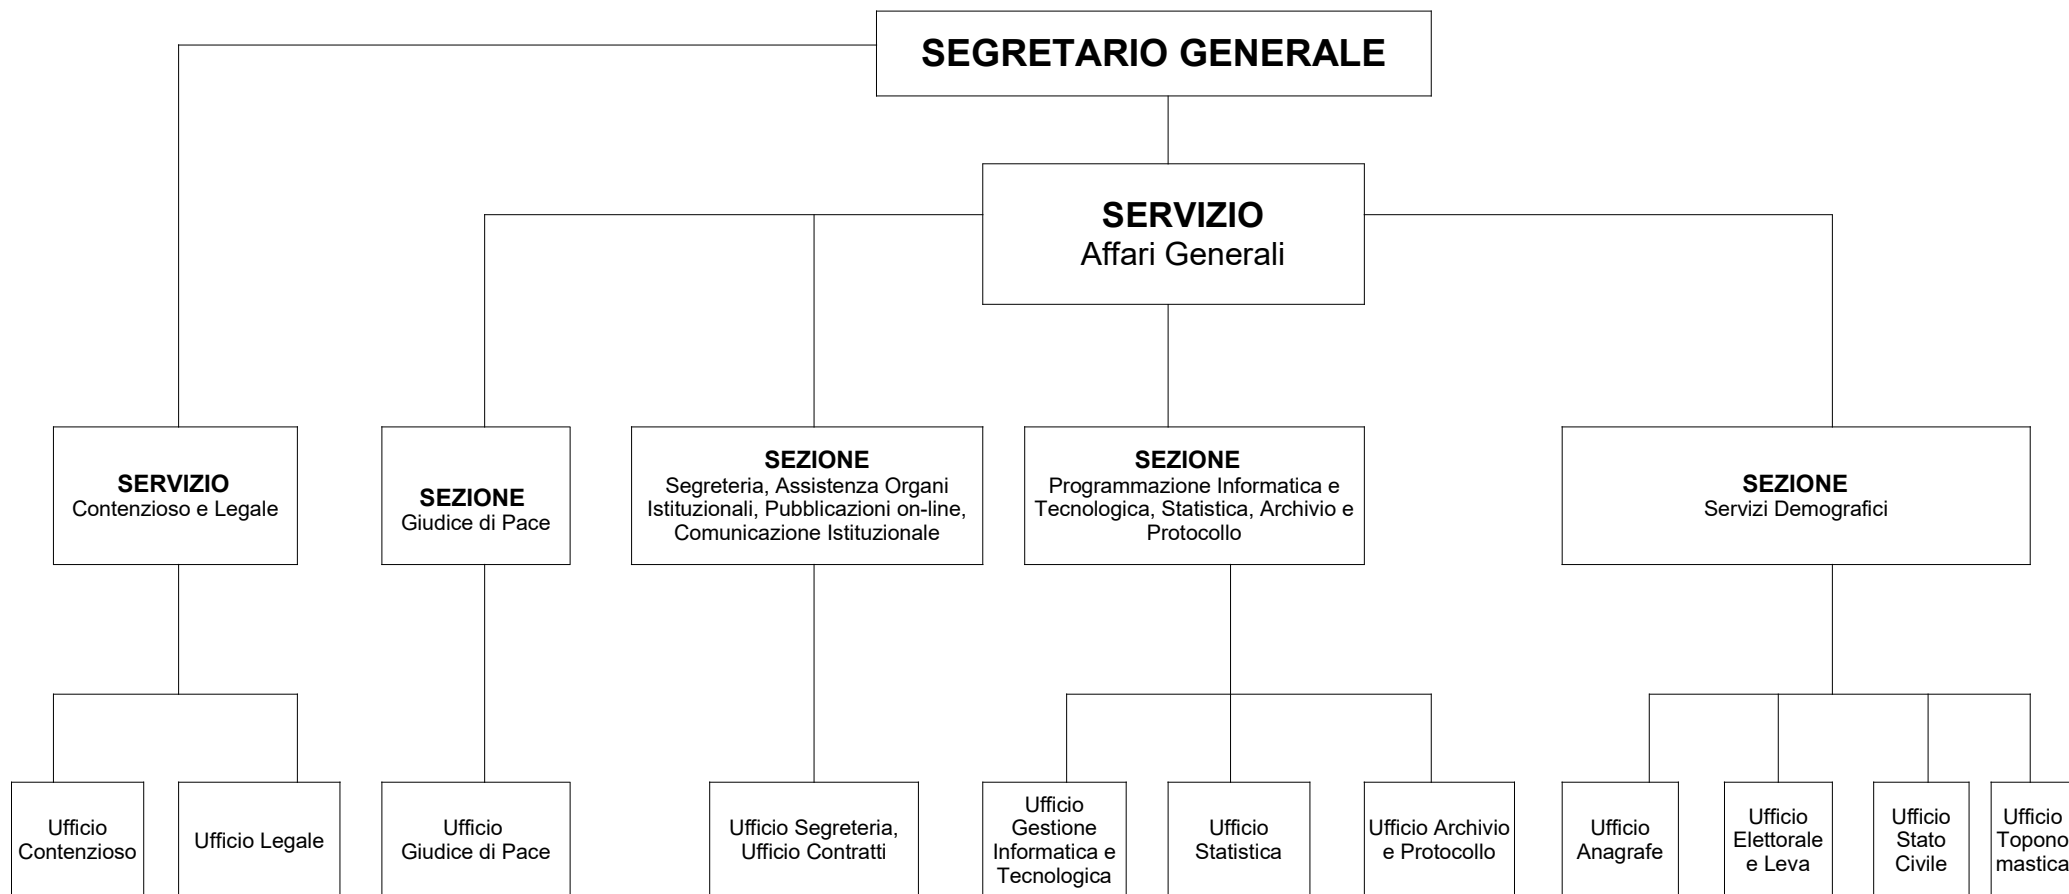 SEGRETARIO GENERALE
SERVIZIO
Affari Generali
SERVIZIO
Contenzioso e Legale
SEZIONE
Giudice di Pace
SEZIONE
Segreteria, Assistenza Organi
Istituzionali, Pubblicazioni on-line,
Comunicazione Istituzionale
SEZIONE
Programmazione Informatica e
Tecnologica, Statistica, Archivio e
Protocollo
SEZIONE
Servizi Demografici
Ufficio
Contenzioso
Ufficio Legale
Ufficio
Giudice di Pace
Ufficio Segreteria,
Ufficio Contratti
Ufficio
Gestione
Informatica e
Tecnologica
Ufficio
Statistica
Ufficio Archivio
e Protocollo
Ufficio
Anagrafe
Ufficio
Elettorale
e Leva
Ufficio
Stato
Civile
Ufficio
Topono
mastica